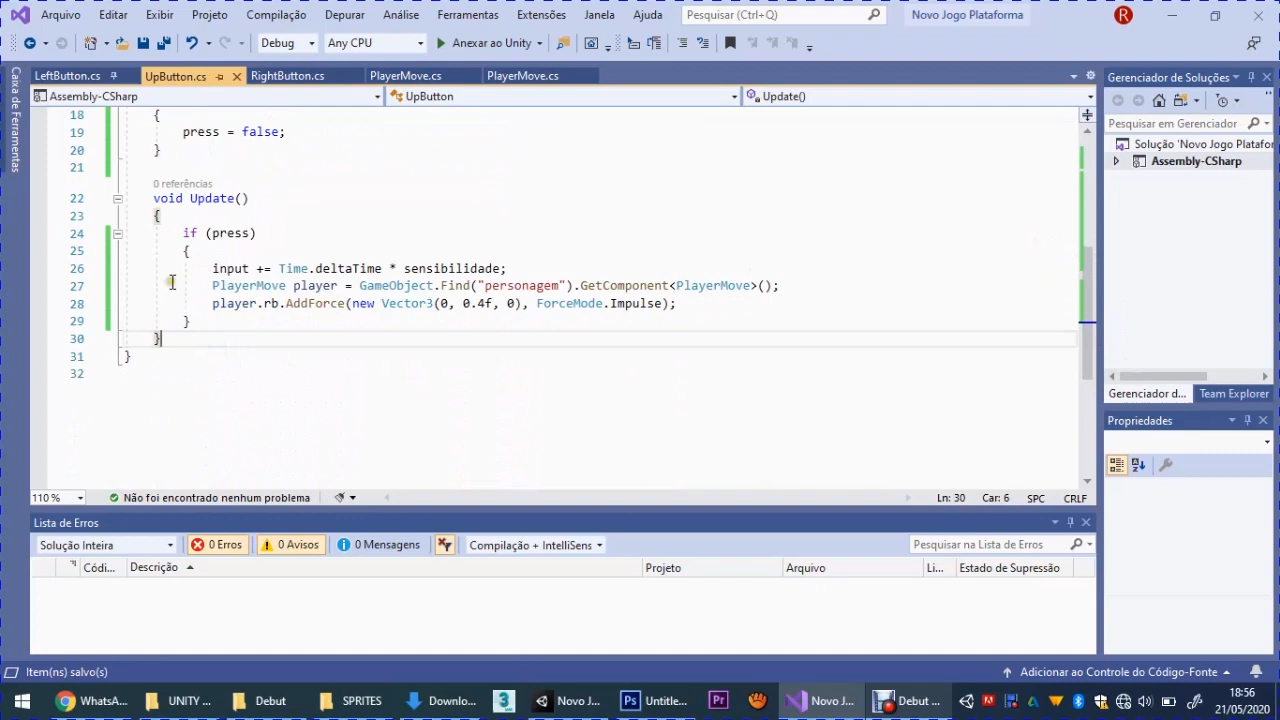 Arquivo Editar Exibir Projeto Compilação Depurar Análise Ferramentas Extensões Janela Ajuda Pesquisar (Ctrl+Q) Novo Jogo Plataforma R
Debug Any CPU Anexar ao Unity
Caixa de Ferramentas
LeftButton.cs UpButton.cs RightButton.cs PlayerMove.cs PlayerMove.cs
Assembly-CSharp UpButton Update()
18 {
19 press = false;
20 }
21
0 referências
22 void Update()
23 {
24 if (press)
25 {
26 input += Time.deltaTime * sensibilidade;
27 PlayerMove player = GameObject.Find("personagem").GetComponent<PlayerMove>();
28 player.rb.AddForce(new Vector3(0, 0.4f, 0), ForceMode.Impulse);
29 }
30 }
31 }
32
110 % Não foi encontrado nenhum problema Ln: 30 Car: 6 SPC CRLF
Gerenciador de Soluções
Pesquisar em Gerenciador
Solução 'Novo Jogo Platafor
Assembly-CSharp
Gerenciador d... Team Explorer
Propriedades
Lista de Erros
Solução Inteira 0 Erros 0 Avisos 0 Mensagens Compilação + IntelliSens Pesquisar na Lista de Erros
Códi... Descrição Projeto Arquivo Li... Estado de Supressão
Item(ns) salvo(s) Adicionar ao Controle do Código-Fonte
WhatsA... UNITY Debut SPRITES Downlo... 3 Novo J... Ps Untitle... Pr Novo J... Debut ... 18:56
21/05/2020